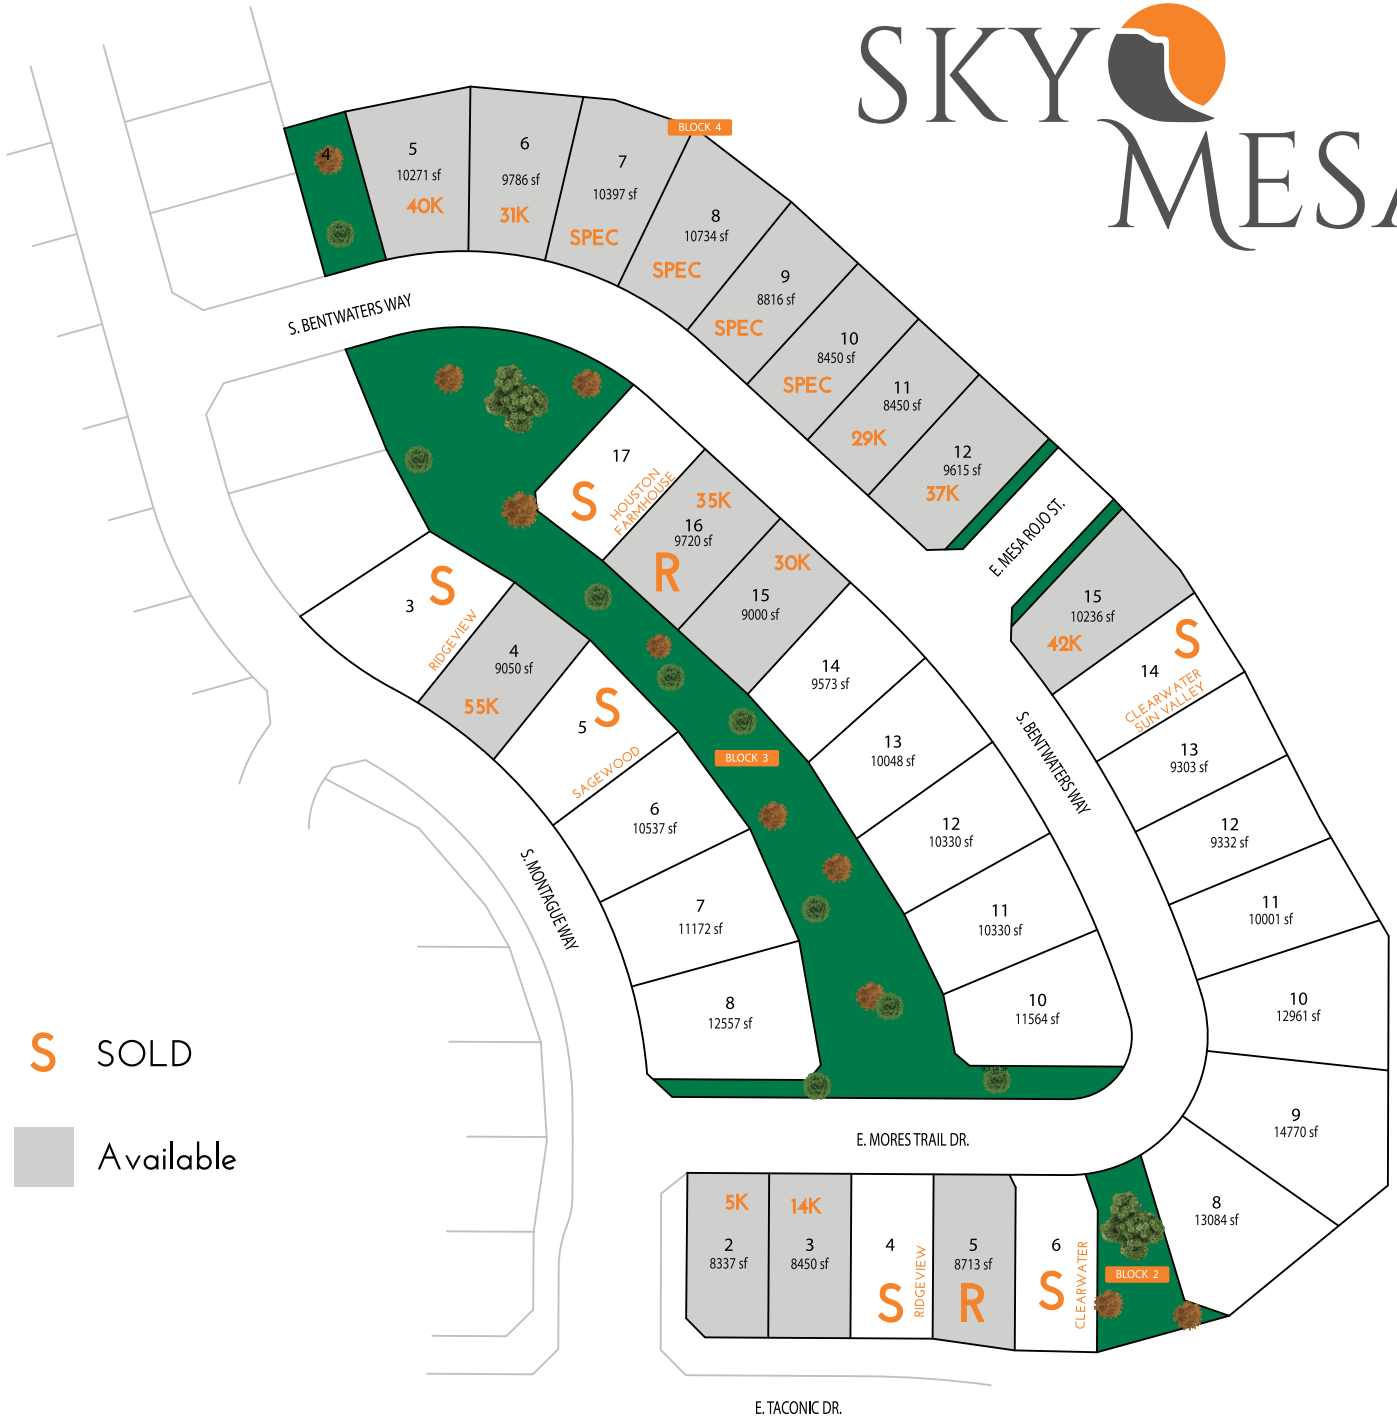 SKY
MESA
BLOCK 4
4
5
10271 sf
40K
6
9786 sf
31K
7
10397 sf
SPEC
8
10734 sf
SPEC
9
8816 sf
SPEC
10
8450 sf
SPEC
11
8450 sf
29K
12
9615 sf
37K
S. BENTWATERS WAY
E. MESA ROJO ST.
17
S
HOUSTON
FARMHOUSE
35K
16
9720 sf
R
30K
15
9000 sf
14
9573 sf
13
10048 sf
12
10330 sf
11
10330 sf
10
11564 sf
3
S
RIDGEVIEW
4
9050 sf
55K
5
S
SAGEWOOD
6
10537 sf
7
11172 sf
8
12557 sf
BLOCK 3
S. MONTAGUE WAY
S. BENTWATERS WAY
15
10236 sf
42K
14
S
CLEARWATER
SUN VALLEY
13
9303 sf
12
9332 sf
11
10001 sf
10
12961 sf
9
14770 sf
8
13084 sf
E. MORES TRAIL DR.
5K
2
8337 sf
14K
3
8450 sf
4
S
RIDGEVIEW
5
8713 sf
R
6
S
CLEARWATER
BLOCK 2
E. TACONIC DR.
S SOLD
Available